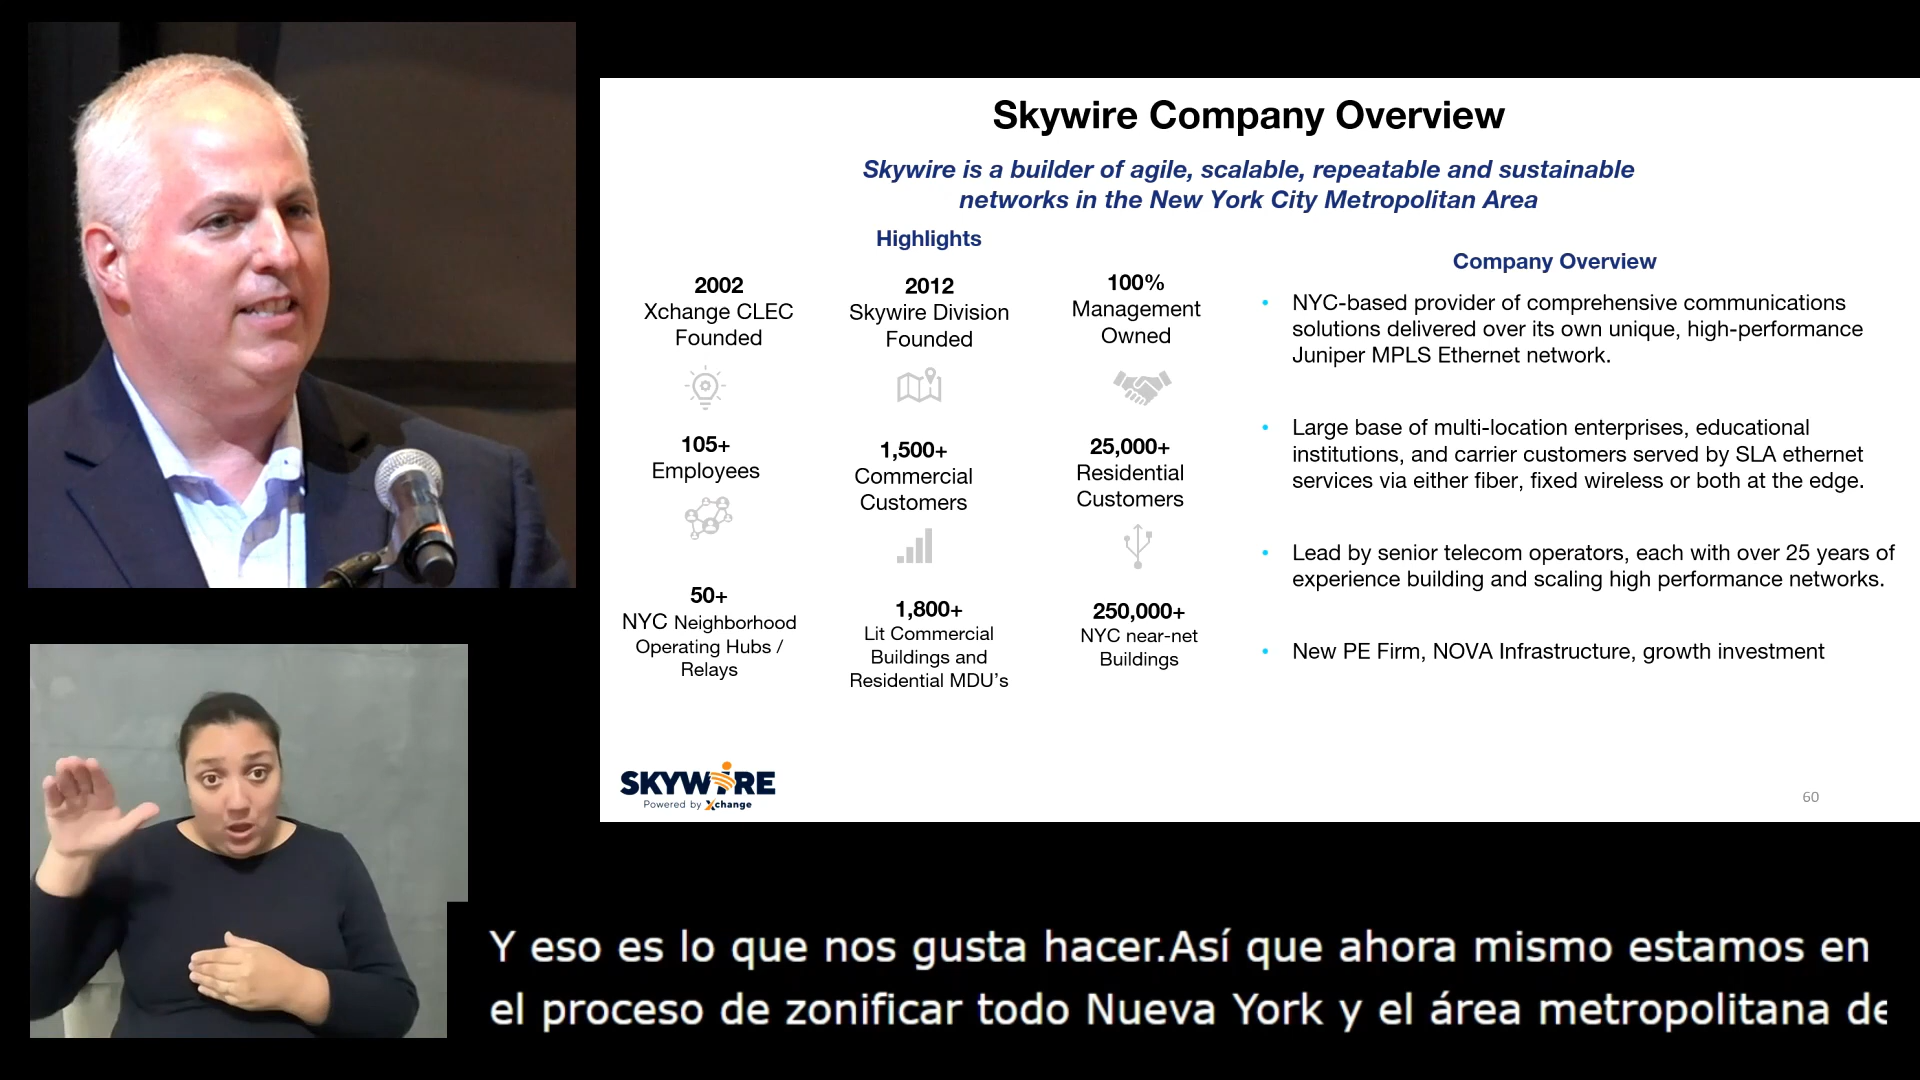 Skywire Company Overview
Skywire is a builder of agile, scalable, repeatable and sustainable
networks in the New York City Metropolitan Area
Highlights
2002
Xchange CLEC
Founded
2012
Skywire Division
Founded
100%
Management
Owned
105+
Employees
1,500+
Commercial
Customers
25,000+
Residential
Customers
50+
NYC Neighborhood
Operating Hubs /
Relays
1,800+
Lit Commercial
Buildings and
Residential MDU's
250,000+
NYC near-net
Buildings
Company Overview
• NYC-based provider of comprehensive communications
solutions delivered over its own unique, high-performance
Juniper MPLS Ethernet network.
• Large base of multi-location enterprises, educational
institutions, and carrier customers served by SLA ethernet
services via either fiber, fixed wireless or both at the edge.
• Lead by senior telecom operators, each with over 25 years of
experience building and scaling high performance networks.
• New PE Firm, NOVA Infrastructure, growth investment
SKYWIRE
Powered by Xchange
60
Y eso es lo que nos gusta hacer.Así que ahora mismo estamos en
el proceso de zonificar todo Nueva York y el área metropolitana de